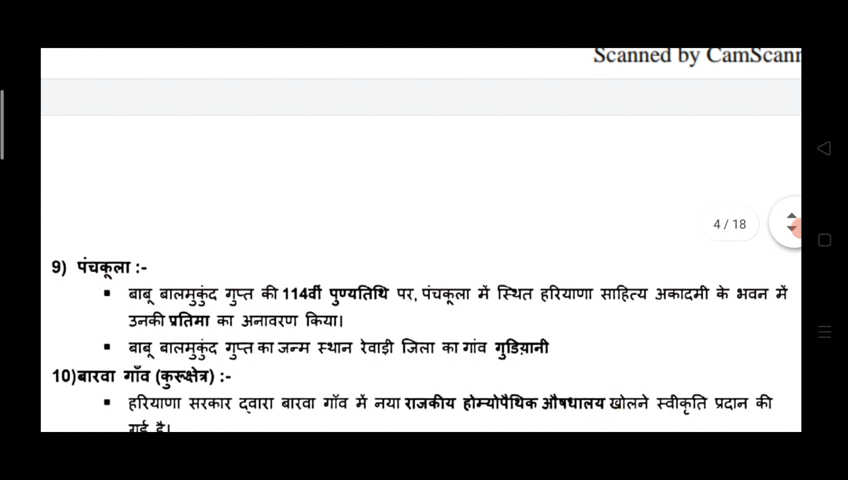 Scanned by CamScann
4 / 18
9) पंचकूला :-
▪ बाबू बालमुकुंद गुप्त की 114वीं पुण्यतिथि पर, पंचकूला में स्थित हरियाणा साहित्य अकादमी के भवन में
उनकी प्रतिमा का अनावरण किया।
▪ बाबू बालमुकुंद गुप्त का जन्म स्थान रेवाड़ी जिला का गांव गुडियानी
10)बारवा गाँव (कुरुक्षेत्र) :-
▪ हरियाणा सरकार द्वारा बारवा गाँव में नया राजकीय होम्योपैथिक औषधालय खोलने स्वीकृति प्रदान की
गई है।